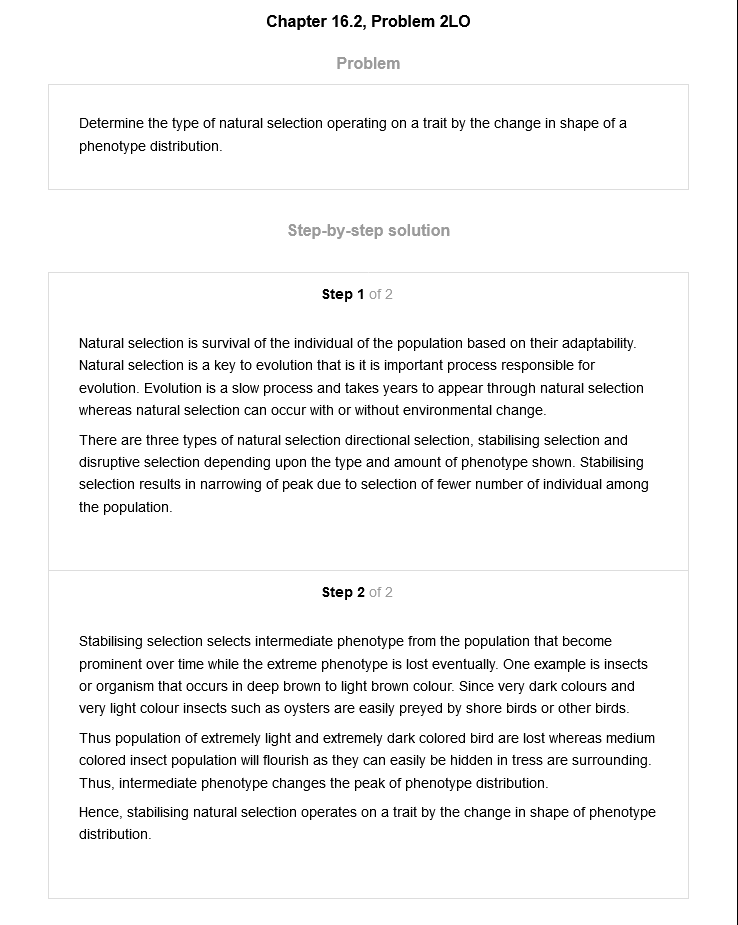 Chapter 16.2, Problem 2LO
Problem
Determine the type of natural selection operating on a trait by the change in shape of a
phenotype distribution.
Step-by-step solution
Step 1 of 2
Natural selection is survival of the individual of the population based on their adaptability.
Natural selection is a key to evolution that is it is important process responsible for
evolution. Evolution is a slow process and takes years to appear through natural selection
whereas natural selection can occur with or without environmental change.
There are three types of natural selection directional selection, stabilising selection and
disruptive selection depending upon the type and amount of phenotype shown. Stabilising
selection results in narrowing of peak due to selection of fewer number of individual among
the population.
Step 2 of 2
Stabilising selection selects intermediate phenotype from the population that become
prominent over time while the extreme phenotype is lost eventually. One example is insects
or organism that occurs in deep brown to light brown colour. Since very dark colours and
very light colour insects such as oysters are easily preyed by shore birds or other birds.
Thus population of extremely light and extremely dark colored bird are lost whereas medium
colored insect population will flourish as they can easily be hidden in tress are surrounding.
Thus, intermediate phenotype changes the peak of phenotype distribution.
Hence, stabilising natural selection operates on a trait by the change in shape of phenotype
distribution.